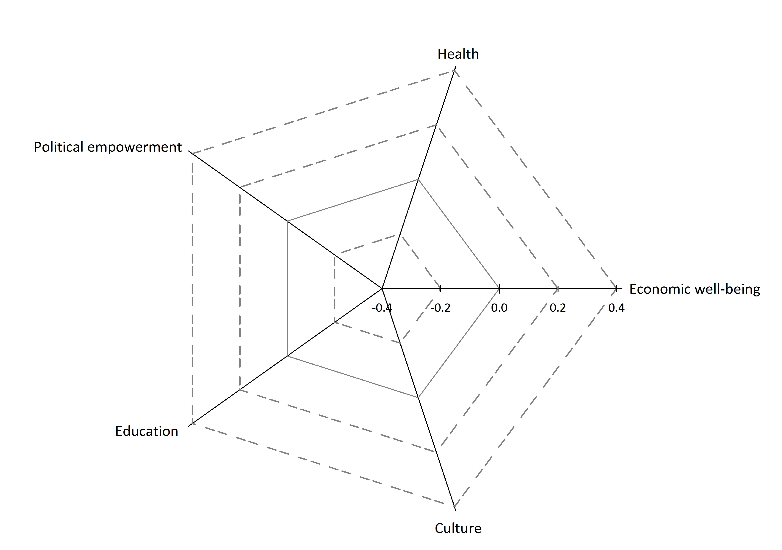 Health
Political empowerment
Economic well-being
-0.4 -0.2 0.0 0.2 0.4
Education
Culture